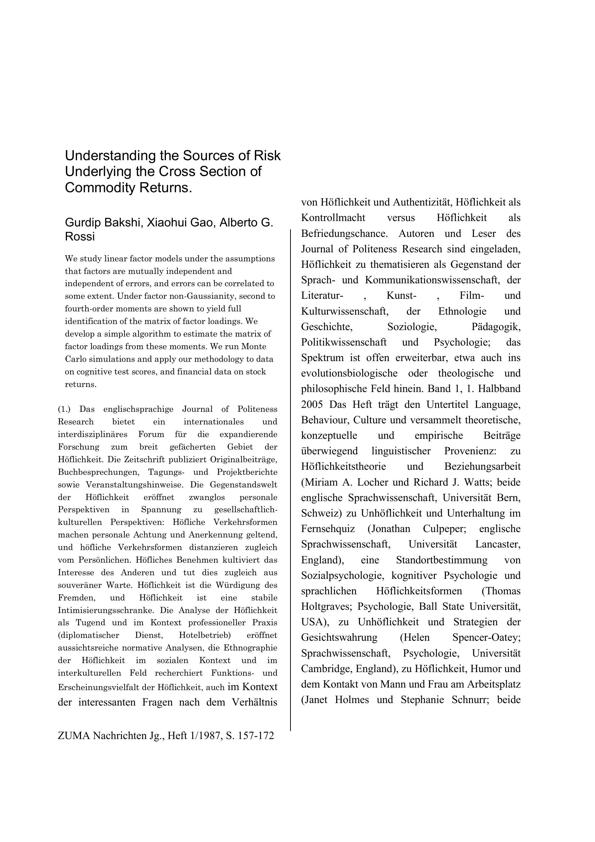 Understanding the Sources of Risk
Underlying the Cross Section of
Commodity Returns.
Gurdip Bakshi, Xiaohui Gao, Alberto G.
Rossi
We study linear factor models under the assumptions
that factors are mutually independent and
independent of errors, and errors can be correlated to
some extent. Under factor non-Gaussianity, second to
fourth-order moments are shown to yield full
identification of the matrix of factor loadings. We
develop a simple algorithm to estimate the matrix of
factor loadings from these moments. We run Monte
Carlo simulations and apply our methodology to data
on cognitive test scores, and financial data on stock
returns.
(1.) Das englischsprachige Journal of Politeness
Research bietet ein internationales und
interdisziplinäres Forum für die expandierende
Forschung zum breit gefächerten Gebiet der
Höflichkeit. Die Zeitschrift publiziert Originalbeiträge,
Buchbesprechungen, Tagungs- und Projektberichte
sowie Veranstaltungshinweise. Die Gegenstandswelt
der Höflichkeit eröffnet zwanglos personale
Perspektiven in Spannung zu gesellschaftlich-
kulturellen Perspektiven: Höfliche Verkehrsformen
machen personale Achtung und Anerkennung geltend,
und höfliche Verkehrsformen distanzieren zugleich
vom Persönlichen. Höfliches Benehmen kultiviert das
Interesse des Anderen und tut dies zugleich aus
souveräner Warte. Höflichkeit ist die Würdigung des
Fremden, und Höflichkeit ist eine stabile
Intimisierungsschranke. Die Analyse der Höflichkeit
als Tugend und im Kontext professioneller Praxis
(diplomatischer Dienst, Hotelbetrieb) eröffnet
aussichtsreiche normative Analysen, die Ethnographie
der Höflichkeit im sozialen Kontext und im
interkulturellen Feld recherchiert Funktions- und
Erscheinungsvielfalt der Höflichkeit, auch im Kontext
der interessanten Fragen nach dem Verhältnis
ZUMA Nachrichten Jg., Heft 1/1987, S. 157-172
von Höflichkeit und Authentizität, Höflichkeit als
Kontrollmacht versus Höflichkeit als
Befriedungschance. Autoren und Leser des
Journal of Politeness Research sind eingeladen,
Höflichkeit zu thematisieren als Gegenstand der
Sprach- und Kommunikationswissenschaft, der
Literatur- , Kunst- , Film- und
Kulturwissenschaft, der Ethnologie und
Geschichte, Soziologie, Pädagogik,
Politikwissenschaft und Psychologie; das
Spektrum ist offen erweiterbar, etwa auch ins
evolutionsbiologische oder theologische und
philosophische Feld hinein. Band 1, 1. Halbband
2005 Das Heft trägt den Untertitel Language,
Behaviour, Culture und versammelt theoretische,
konzeptuelle und empirische Beiträge
überwiegend linguistischer Provenienz: zu
Höflichkeitstheorie und Beziehungsarbeit
(Miriam A. Locher und Richard J. Watts; beide
englische Sprachwissenschaft, Universität Bern,
Schweiz) zu Unhöflichkeit und Unterhaltung im
Fernsehquiz (Jonathan Culpeper; englische
Sprachwissenschaft, Universität Lancaster,
England), eine Standortbestimmung von
Sozialpsychologie, kognitiver Psychologie und
sprachlichen Höflichkeitsformen (Thomas
Holtgraves; Psychologie, Ball State Universität,
USA), zu Unhöflichkeit und Strategien der
Gesichtswahrung (Helen Spencer-Oatey;
Sprachwissenschaft, Psychologie, Universität
Cambridge, England), zu Höflichkeit, Humor und
dem Kontakt von Mann und Frau am Arbeitsplatz
(Janet Holmes und Stephanie Schnurr; beide